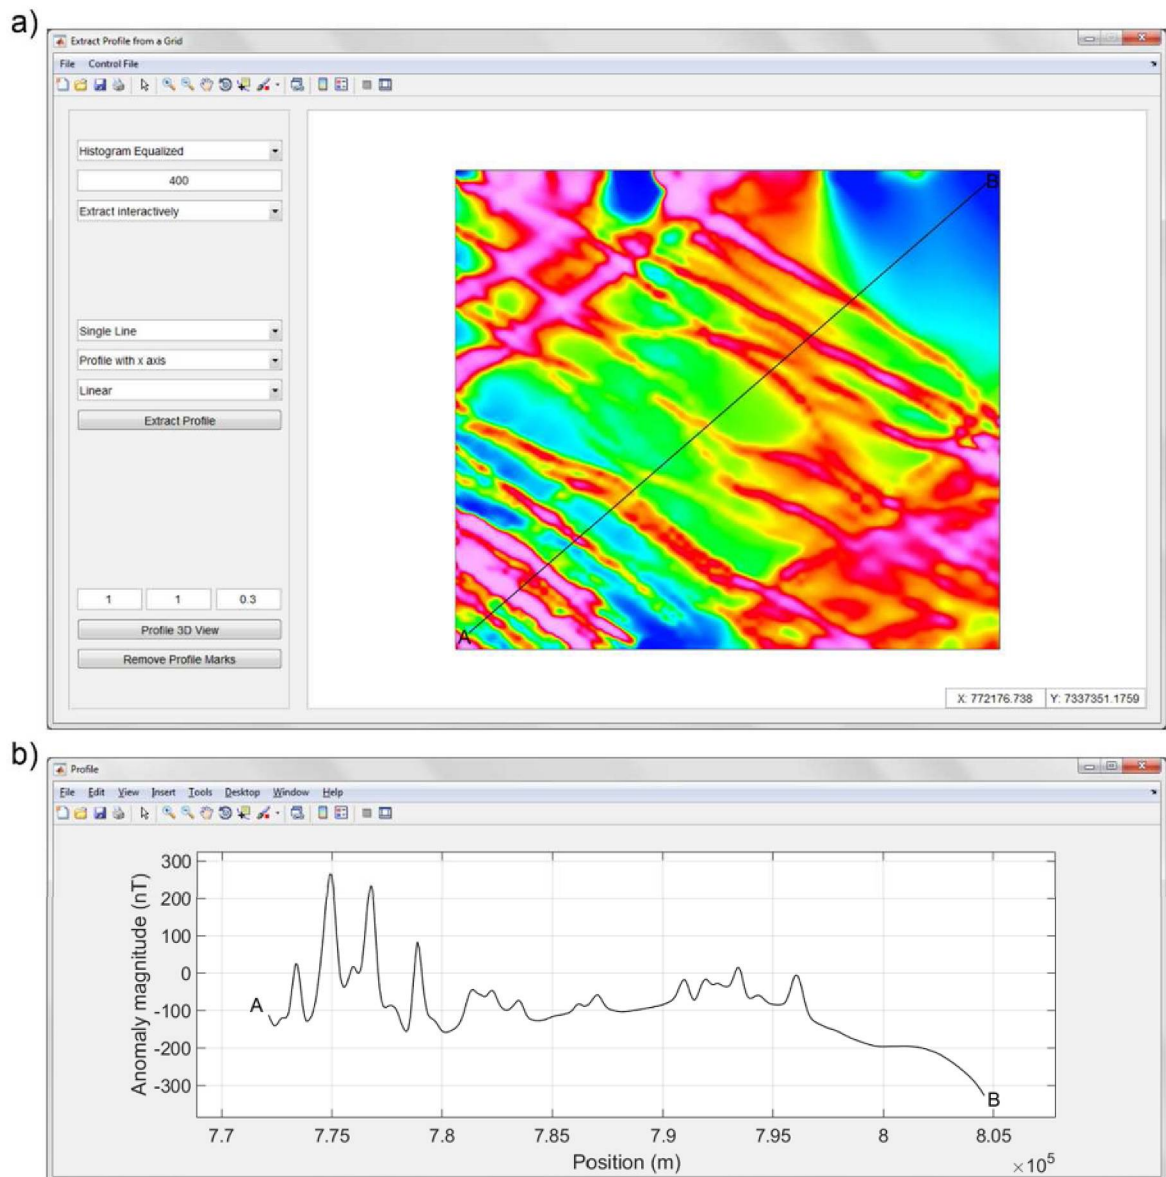 a)
Extract Profile from a Grid
File Control File
Histogram Equalized
400
Extract interactively
Single Line
Profile with x axis
Linear
Extract Profile
1 1 0.3
Profile 3D View
Remove Profile Marks
B
A
X: 772176.738 Y: 7337351.1759
b)
Profile
File Edit View Insert Tools Desktop Window Help
Anomaly magnitude (nT)
300
200
100
0
-100
-200
-300
A
B
7.7 7.75 7.8 7.85 7.9 7.95 8 8.05
Position (m)
×10⁵